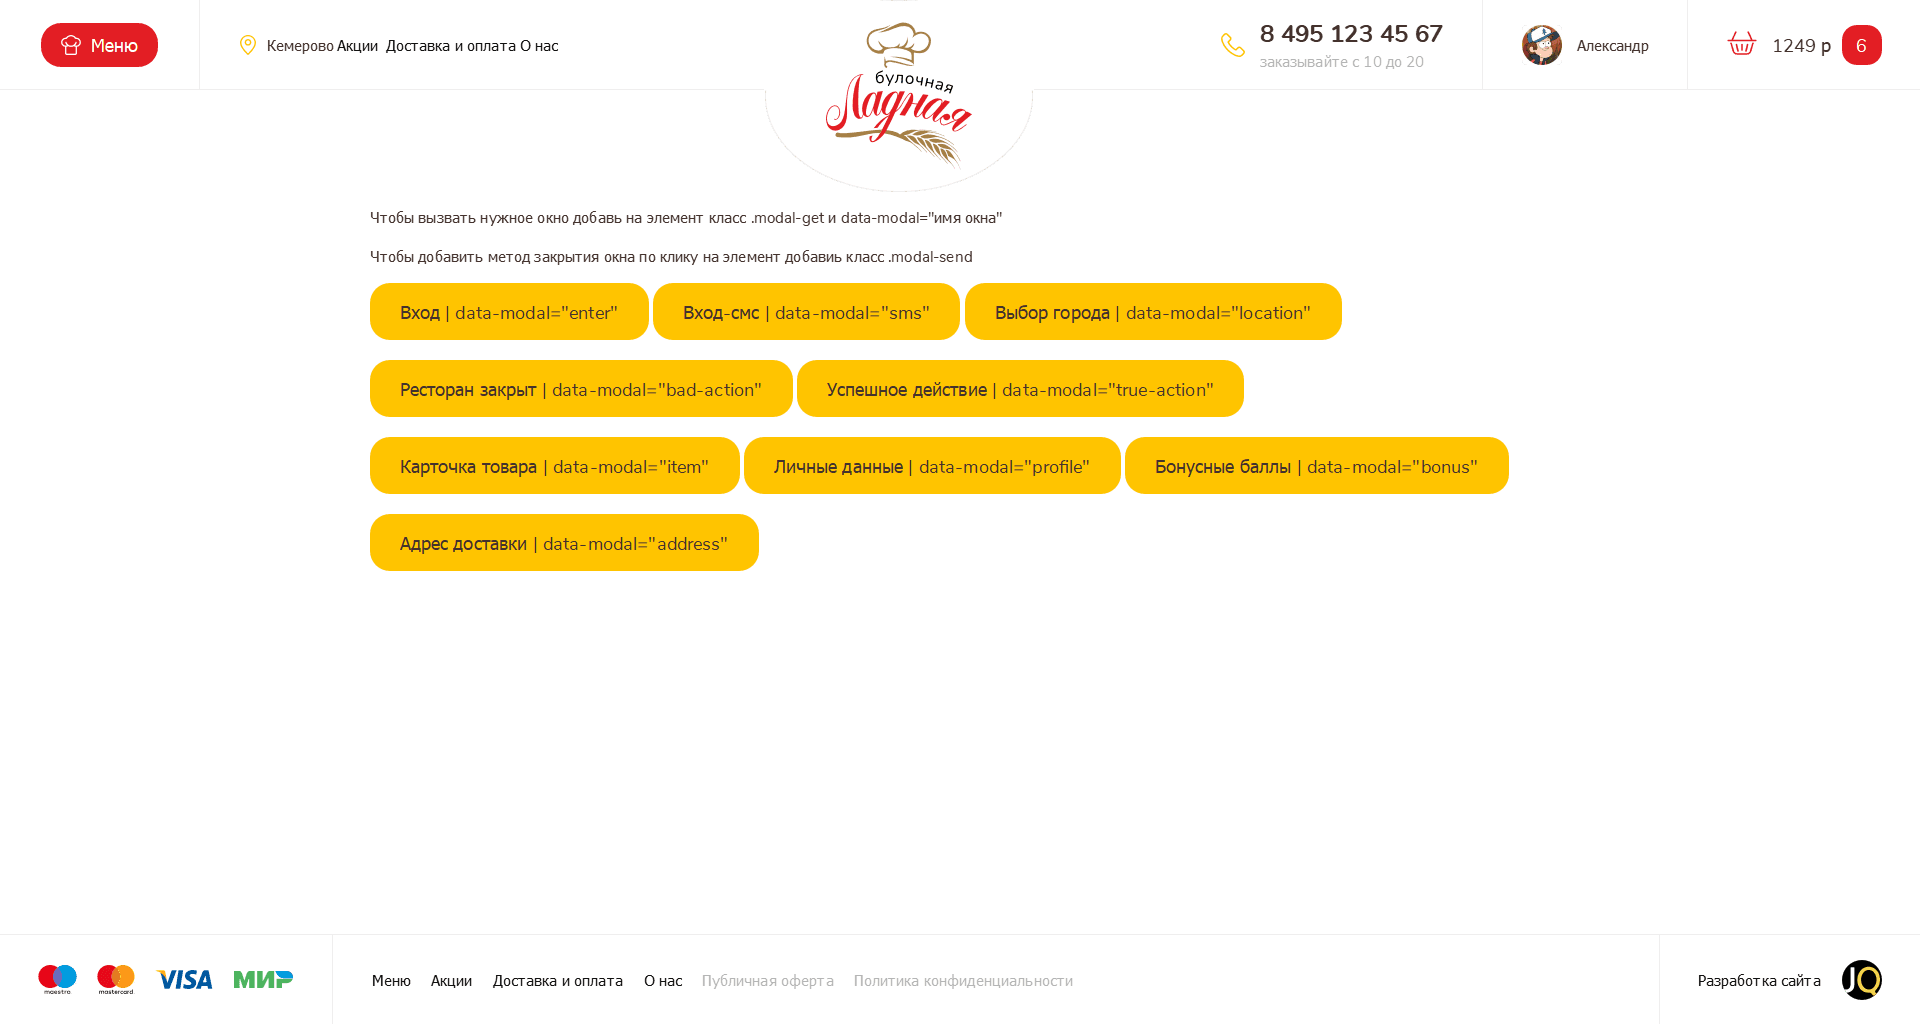 Меню
Кемерово Акции Доставка и оплата О нас
булочная
Ладная
8 495 123 45 67
заказывайте с 10 до 20
Александр
1249 р 6
Чтобы вызвать нужное окно добавь на элемент класс .modal-get и data-modal="имя окна"
Чтобы добавить метод закрытия окна по клику на элемент добавиь класс .modal-send
Вход | data-modal="enter" Вход-смс | data-modal="sms" Выбор города | data-modal="location"
Ресторан закрыт | data-modal="bad-action" Успешное действие | data-modal="true-action"
Карточка товара | data-modal="item" Личные данные | data-modal="profile" Бонусные баллы | data-modal="bonus"
Адрес доставки | data-modal="address"
maestro mastercard VISA МИР
Меню Акции Доставка и оплата О нас Публичная оферта Политика конфиденциальности
Разработка сайта JQ